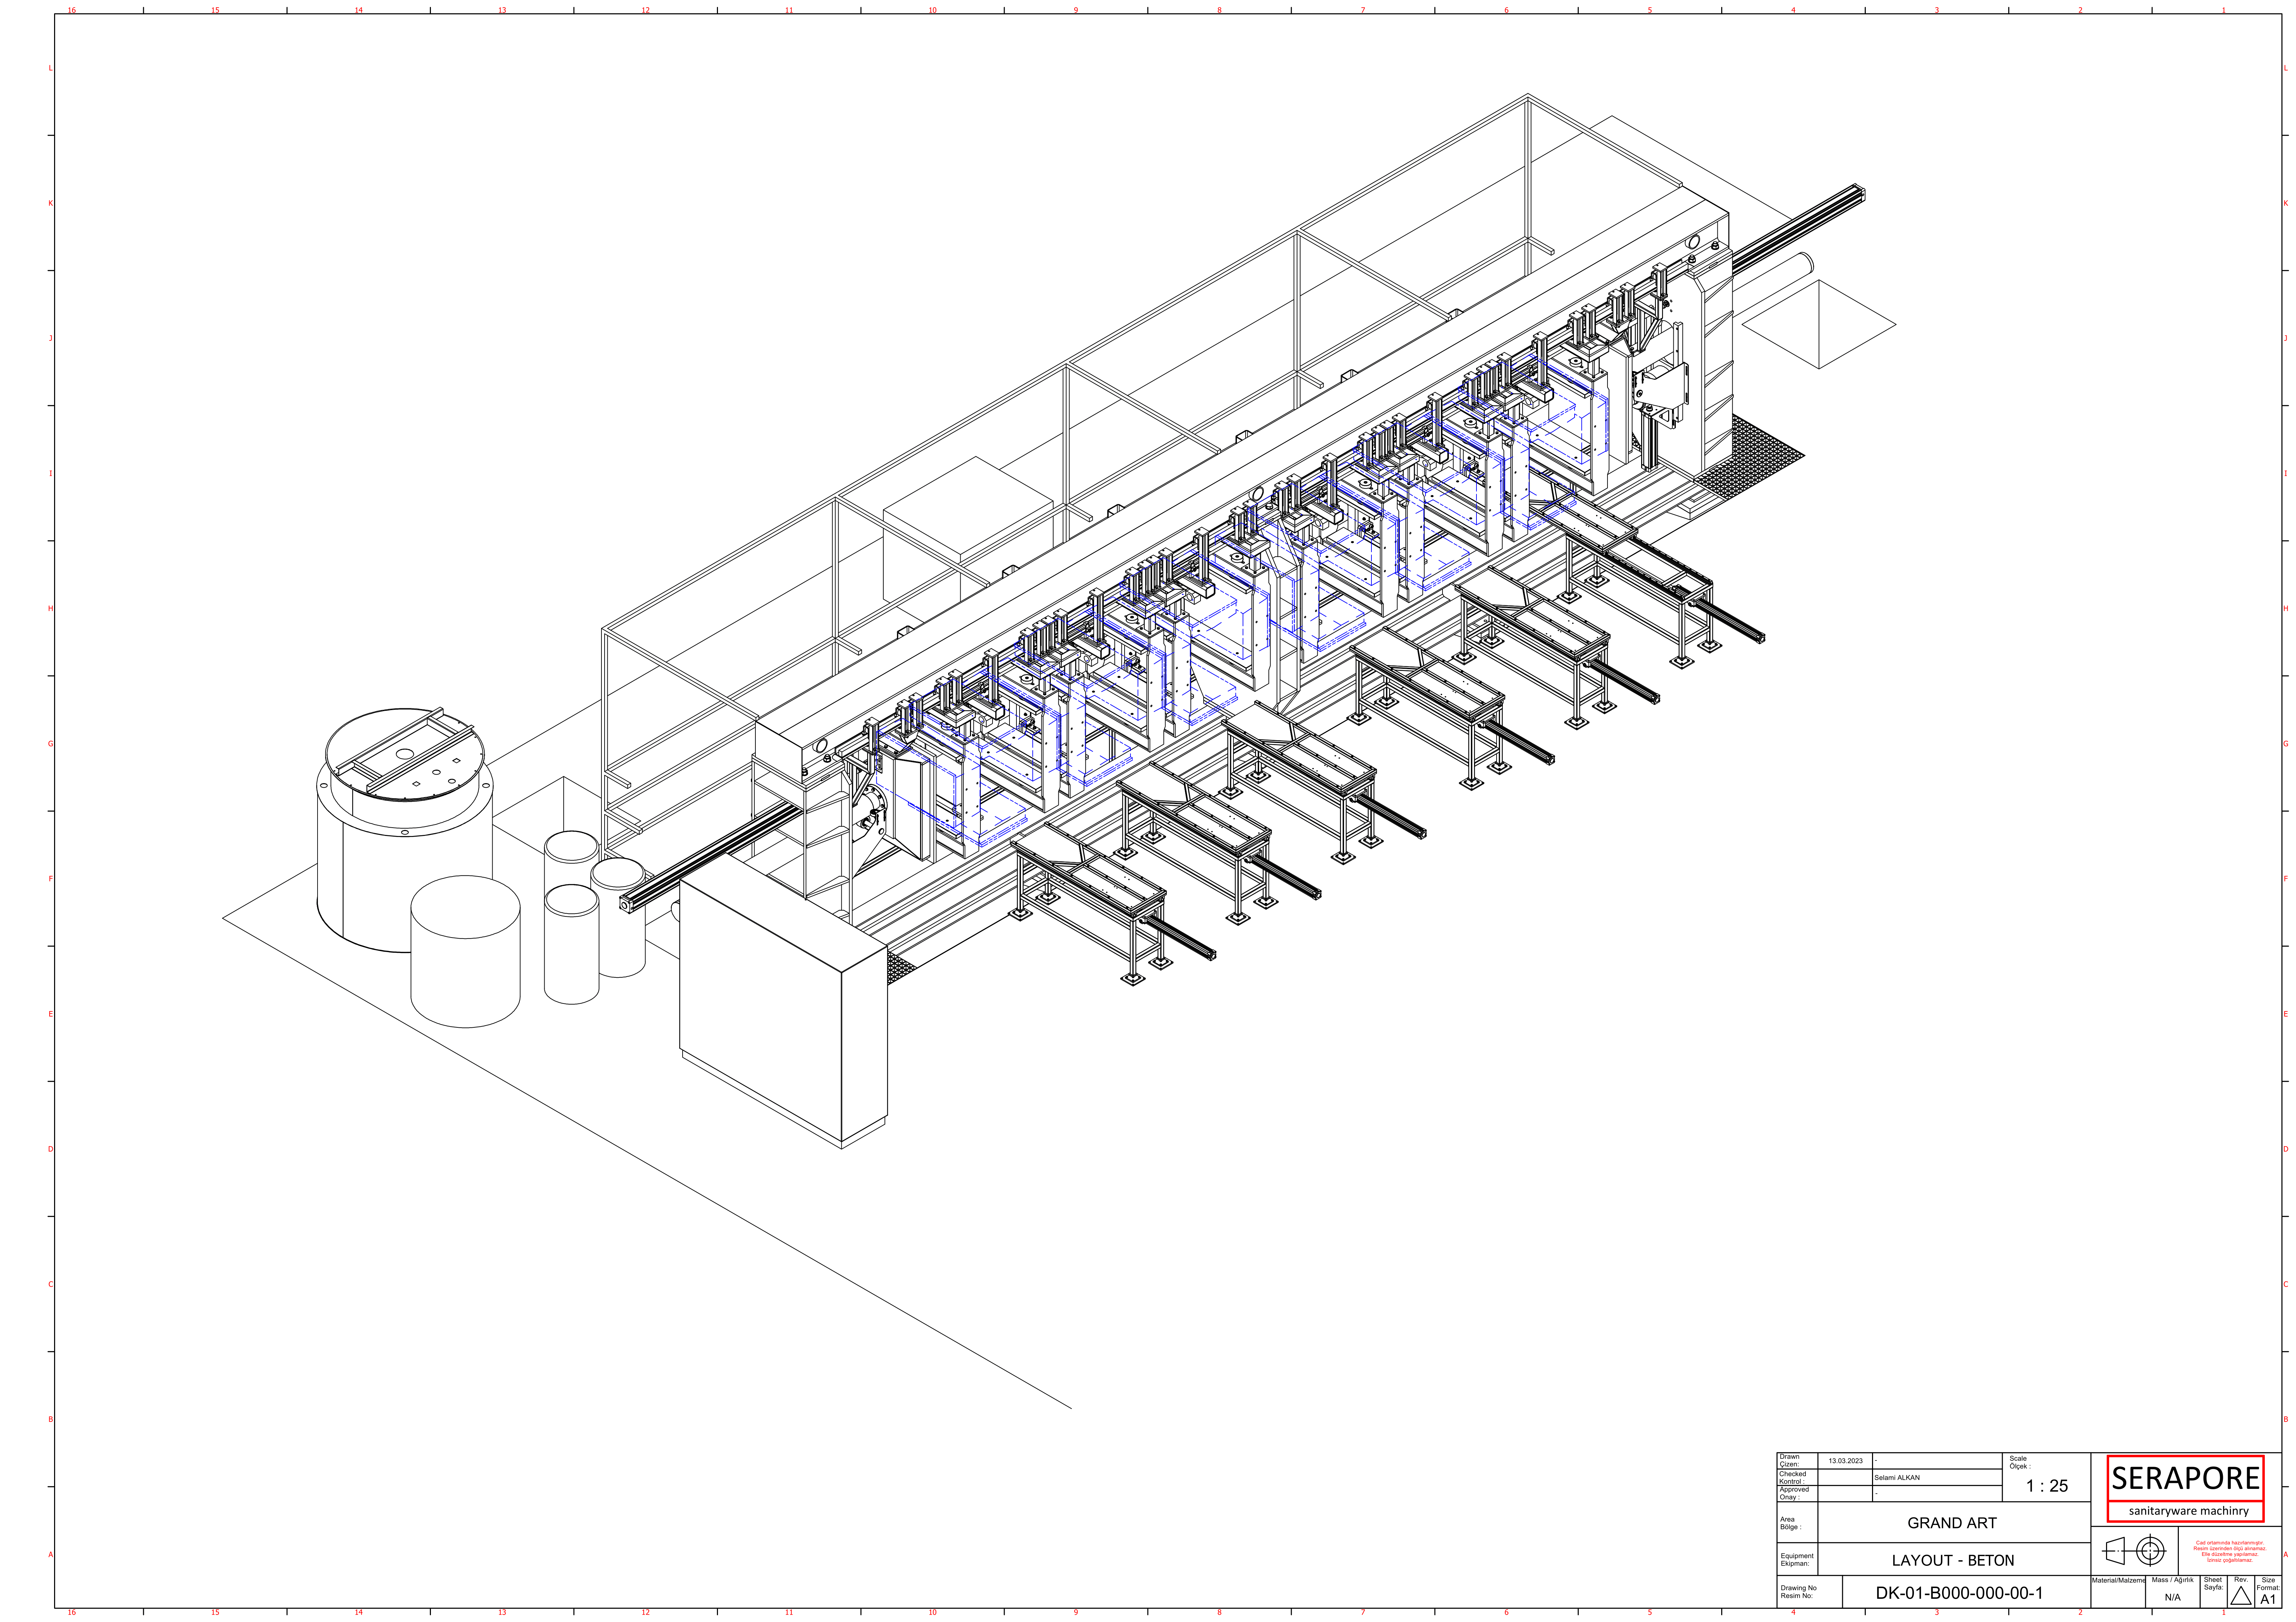 16 15 14 13 12 11 10 9 8 7 6 5 4 3 2 1
L L
K K
J J
I I
H H
G G
F F
E E
D D
C C
B B
A A
Drawn
Çizen:
13.03.2023
-
Checked
Kontrol :
Selami ALKAN
Approved
Onay :
-
Scale
Ölçek :
1 : 25
Area
Bölge :
GRAND ART
Equipment
Ekipman:
LAYOUT - BETON
Drawing No
Resim No:
DK-01-B000-000-00-1
SERAPORE
sanitaryware machinry
Cad ortamında hazırlanmıştır.
Resim üzerinden ölçü alınamaz.
Elle düzeltme yapılamaz.
İzinsiz çoğaltılamaz.
Material/Malzeme
Mass / Ağırlık
N/A
Sheet
Sayfa:
Rev.
Size
Format:
A1
16 15 14 13 12 11 10 9 8 7 6 5 4 3 2 1